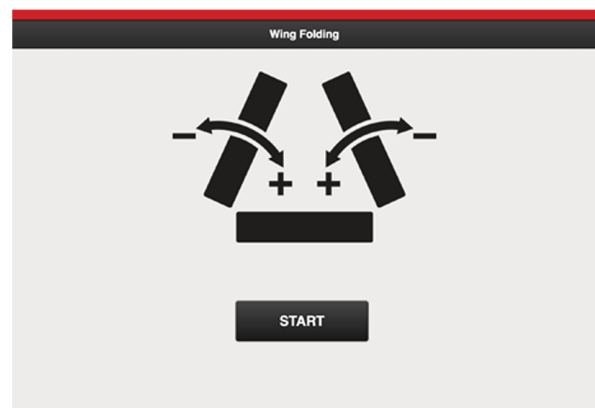 Wing Folding
− + + −
START